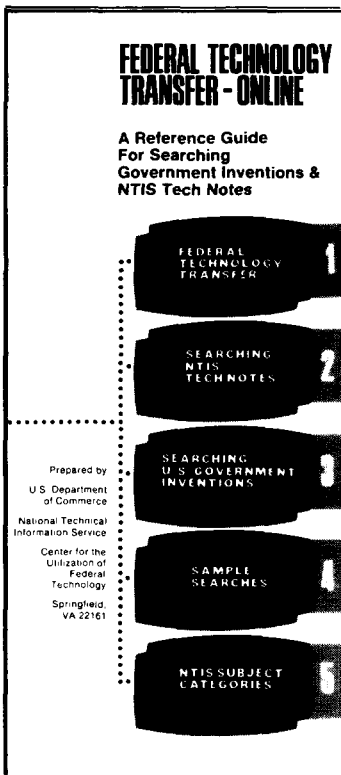 FEDERAL TECHNOLOGY
TRANSFER - ONLINE
A Reference Guide
For Searching
Government Inventions &
NTIS Tech Notes
FEDERAL
TECHNOLOGY
TRANSFER
1
SEARCHING
NTIS
TECH NOTES
2
SEARCHING
U S GOVERNMENT
INVENTIONS
3
SAMPLE
SEARCHES
4
NTIS SUBJECT
CATEGORIES
5
Prepared by
U S Department
of Commerce
National Technical
Information Service
Center for the
Utilization of
Federal
Technology
Springfield,
VA 22161